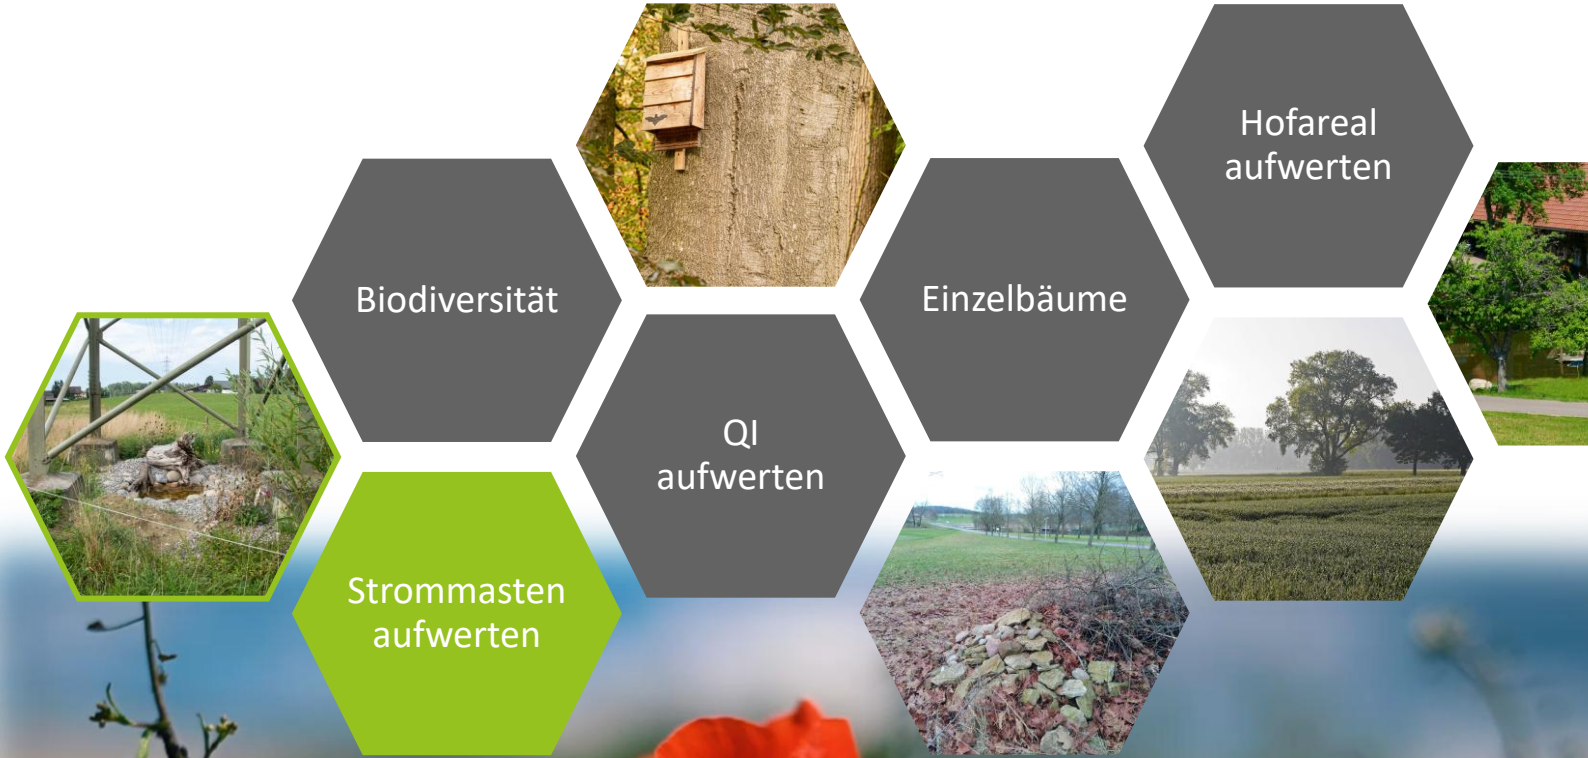 Hofareal
aufwerten
Biodiversität
Einzelbäume
QI
aufwerten
Strommasten
aufwerten